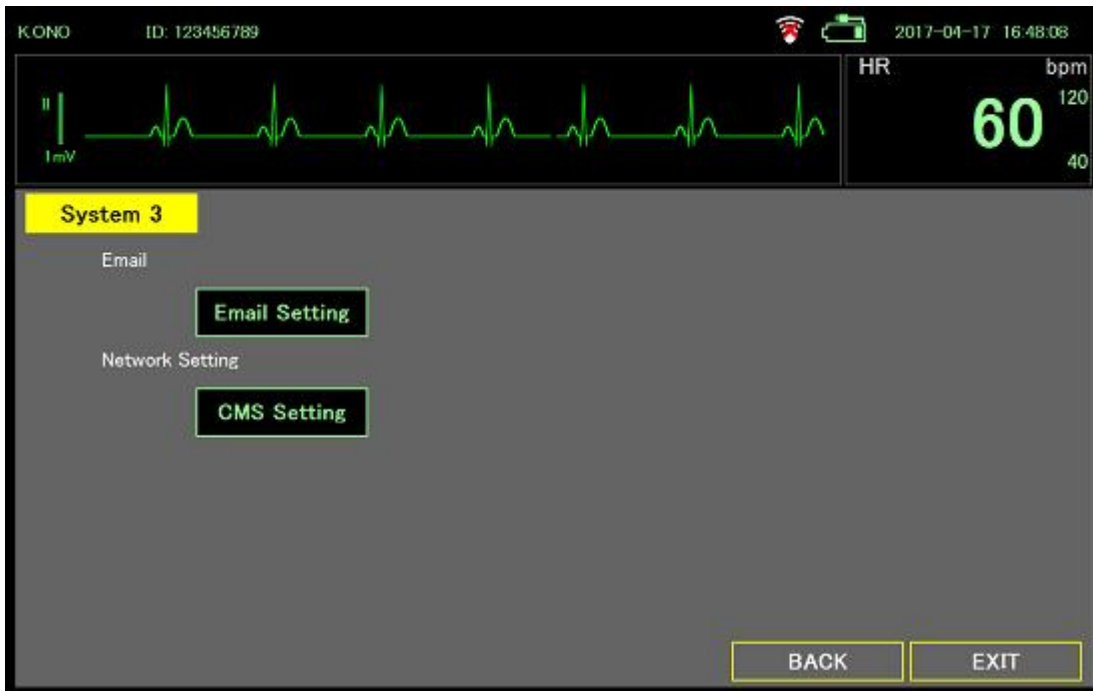 K.ONO ID: 123456789 2017-04-17 16:48:08
HR bpm
II
1mV
60 120
40
System 3
Email
Email Setting
Network Setting
CMS Setting
BACK EXIT